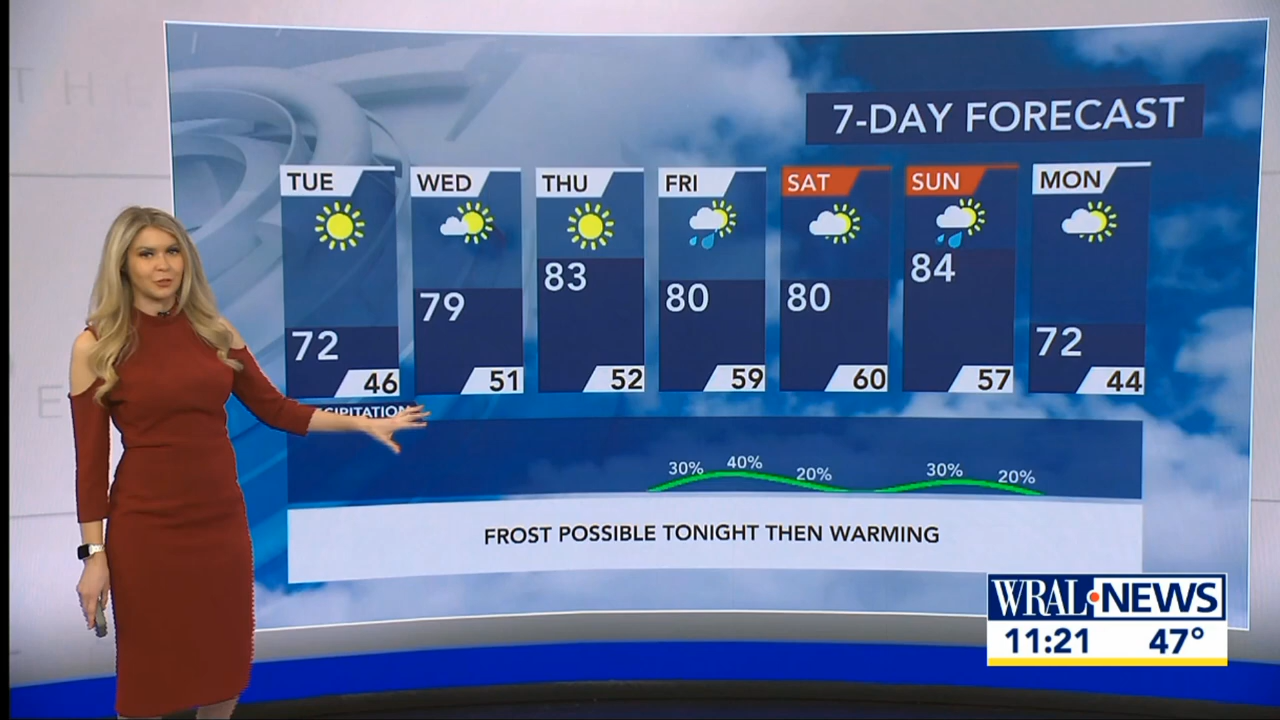 THE
7-DAY FORECAST
TUE WED THU FRI SAT SUN MON
72 79 83 80 80 84 72
46 51 52 59 60 57 44
30% 40% 20% 30% 20%
FROST POSSIBLE TONIGHT THEN WARMING
WRAL NEWS
11:21 47°